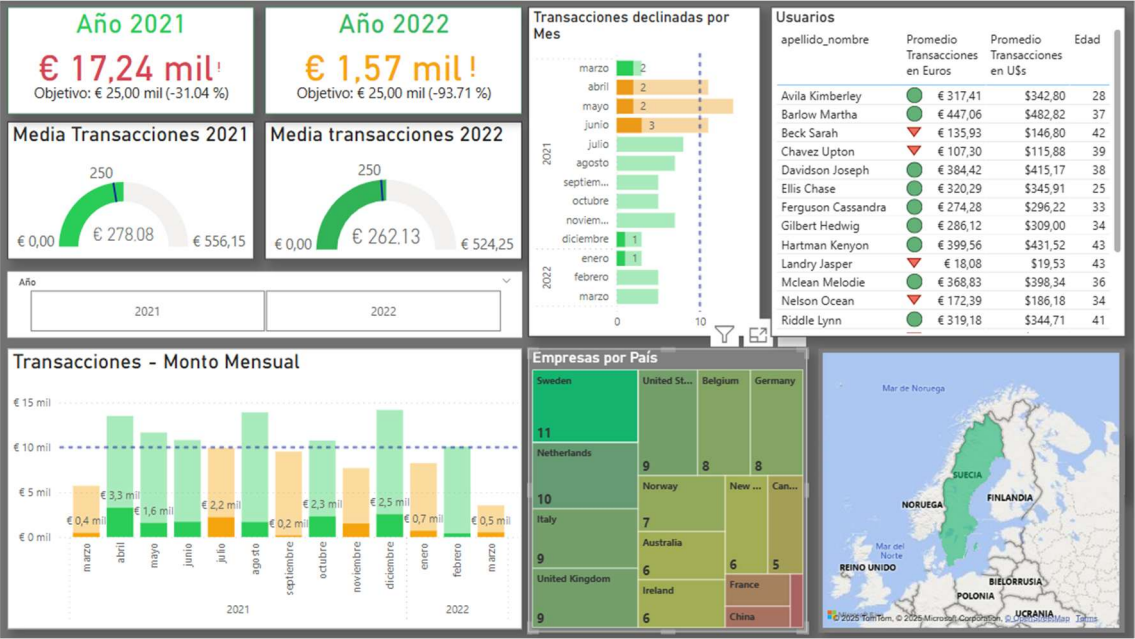 Año 2021
€ 17,24 mil !
Objetivo: € 25,00 mil (-31.04 %)
Año 2022
€ 1,57 mil !
Objetivo: € 25,00 mil (-93.71 %)
Media Transacciones 2021
250
€ 278.08
€ 0,00
€ 556,15
Media transacciones 2022
250
€ 262,13
€ 0,00
€ 524,25
Año
2021
2022
Transacciones declinadas por
Mes
2021
marzo 2
abril 2
mayo 2
junio 3
julio
agosto
septiem...
octubre
noviem...
diciembre 1
2022
enero 1
febrero
marzo
0 10
Usuarios
apellido_nombre Promedio Transacciones en Euros Promedio Transacciones en U$s Edad
Avila Kimberley € 317,41 $342,80 28
Barlow Martha € 447,06 $482,82 37
Beck Sarah € 135,93 $146,80 42
Chavez Upton € 107,30 $115,88 39
Davidson Joseph € 384,42 $415,17 38
Ellis Chase € 320,29 $345,91 25
Ferguson Cassandra € 274,28 $296,22 33
Gilbert Hedwig € 286,12 $309,00 34
Hartman Kenyon € 399,56 $431,52 43
Landry Jasper € 18,08 $19,53 43
Mclean Melodie € 368,83 $398,34 36
Nelson Ocean € 172,39 $186,18 34
Riddle Lynn € 319,18 $344,71 41
Transacciones - Monto Mensual
€ 15 mil
€ 10 mil
€ 5 mil
€ 0 mil
€ 0,4 mil
€ 3,3 mil
€ 1,6 mil
€ 2,2 mil
€ 0,2 mil
€ 2,3 mil
€ 2,5 mil
€ 0,7 mil
€ 0,5 mil
marzo
abril
mayo
junio
julio
agosto
septiembre
octubre
noviembre
diciembre
enero
febrero
marzo
2021
2022
Empresas por País
Sweden
11
Netherlands
10
Italy
9
United Kingdom
9
United St...
9
Belgium
8
Germany
8
Norway
7
Australia
6
Ireland
6
New ...
6
Can...
5
France
China
Mar de Noruega
SUECIA
NORUEGA
FINLANDIA
Mar del
Norte
REINO UNIDO
BIELORRUSIA
POLONIA
UCRANIA
© 2025 TomTom, © 2025 Microsoft Corporation, © OpenStreetMap Terms